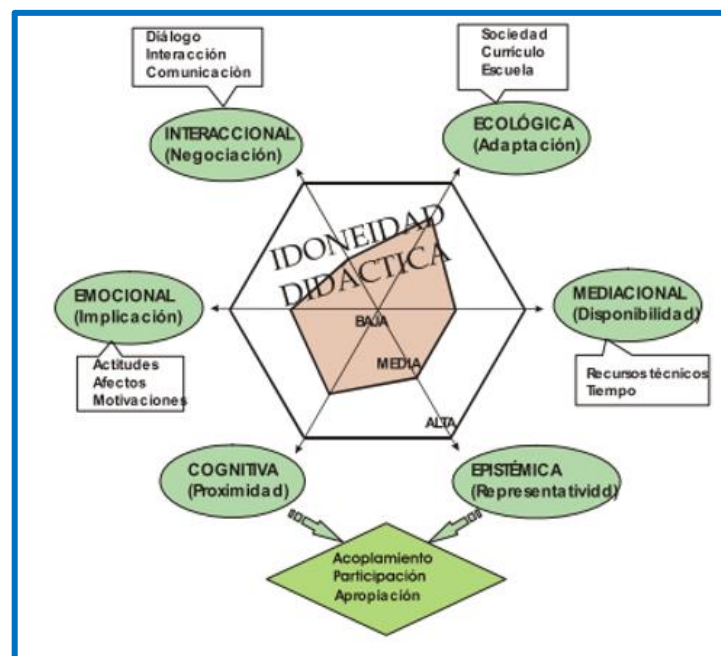 Diálogo
Interacción
Comunicaciòn
Sociedad
Currículo
Escuela
INTERACCIONAL
(Negociación)
ECOLÓGICA
(Adaptación)
IDONEIDAD
DIDACTICA
EMOCIONAL
(Implicación)
MEDIACIONAL
(Disponibilidad)
BAJA
MEDIA
ALTA
Actitudes
Afectos
Motivaciones
Recursos técnicos
Tiempo
COGNITIVA
(Proximidad)
EPISTÉMICA
(Representatividd)
Acoplamiento
Participación
Apropiación